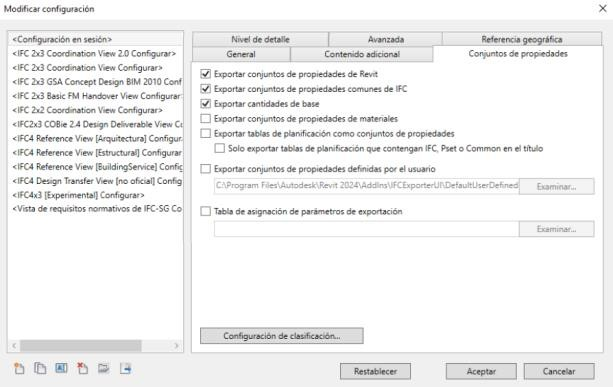 Modificar configuración
<Configuración en sesión>
<IFC 2x3 Coordination View 2.0 Configurar>
<IFC 2x3 Coordination View Configurar>
<IFC 2x3 GSA Concept Design BIM 2010 Conf
<IFC 2x3 Basic FM Handover View Configurar>
<IFC 2x2 Coordination View Configurar>
<IFC2x3 COBie 2.4 Design Deliverable View Co
<IFC4 Reference View [Arquitectura] Configura
<IFC4 Reference View [Estructural] Configurar
<IFC4 Reference View [BuildingService] Config
<IFC4 Design Transfer View [no oficial] Config
<IFC4x3 [Experimental] Configurar>
<Vista de requisitos normativos de IFC-SG Co
Nivel de detalle Avanzada Referencia geográfica
General Contenido adicional Conjuntos de propiedades
Exportar conjuntos de propiedades de Revit
Exportar conjuntos de propiedades comunes de IFC
Exportar cantidades de base
Exportar conjuntos de propiedades de materiales
Exportar tablas de planificación como conjuntos de propiedades
Solo exportar tablas de planificación que contengan IFC, Pset o Common en el título
Exportar conjuntos de propiedades definidas por el usuario
C:\Program Files\Autodesk\Revit 2024\AddIns\IFCExporterUI\DefaultUserDefined Examinar...
Tabla de asignación de parámetros de exportación
Examinar...
Configuración de clasificación...
Restablecer Aceptar Cancelar